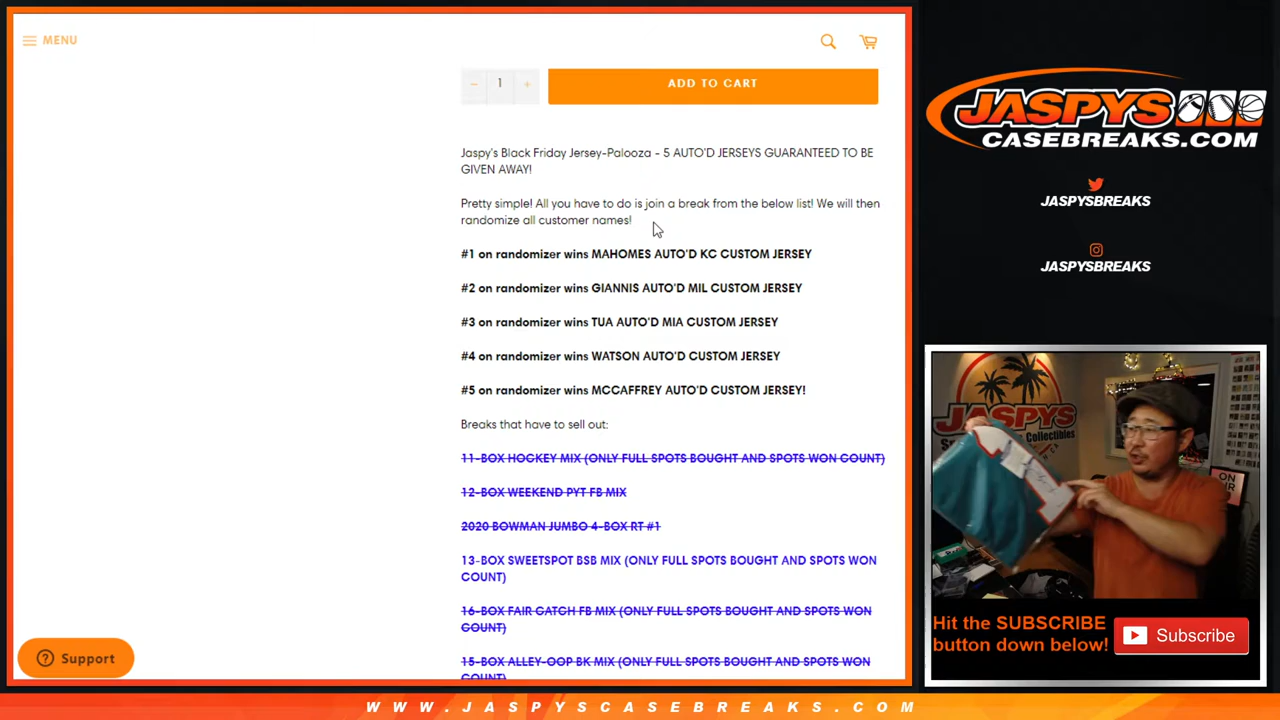 MENU
1
ADD TO CART
Jaspy's Black Friday Jersey-Palooza - 5 AUTO'D JERSEYS GUARANTEED TO BE
GIVEN AWAY!
Pretty simple! All you have to do is join a break from the below list! We will then
randomize all customer names!
#1 on randomizer wins MAHOMES AUTO'D KC CUSTOM JERSEY
#2 on randomizer wins GIANNIS AUTO'D MIL CUSTOM JERSEY
#3 on randomizer wins TUA AUTO'D MIA CUSTOM JERSEY
#4 on randomizer wins WATSON AUTO'D CUSTOM JERSEY
#5 on randomizer wins MCCAFFREY AUTO'D CUSTOM JERSEY!
Breaks that have to sell out:
11-BOX HOCKEY MIX (ONLY FULL SPOTS BOUGHT AND SPOTS WON COUNT)
12-BOX WEEKEND PYT FB MIX
2020 BOWMAN JUMBO 4-BOX RT #1
13-BOX SWEETSPOT BSB MIX (ONLY FULL SPOTS BOUGHT AND SPOTS WON
COUNT)
16-BOX FAIR CATCH FB MIX (ONLY FULL SPOTS BOUGHT AND SPOTS WON
COUNT)
15-BOX ALLEY-OOP BK MIX (ONLY FULL SPOTS BOUGHT AND SPOTS WON
COUNT)
Support
JASPYS
CASEBREAKS.COM
JASPYSBREAKS
JASPYSBREAKS
JASPYS
Collectibles
ON
Hit the SUBSCRIBE
button down below!
Subscribe
WWW.JASPYSCASEBREAKS.COM